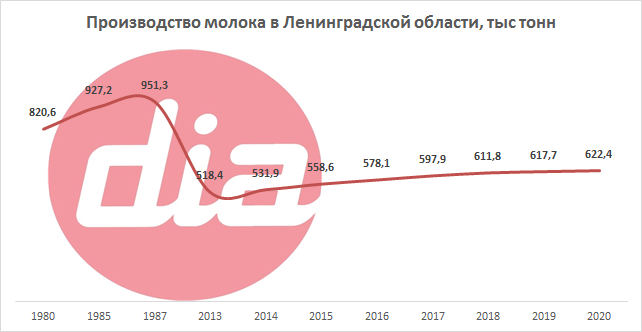 Производство молока в Ленинградской области, тыс тонн
820,6 927,2 951,3 518,4 531,9 558,6 578,1 597,9 611,8 617,7 622,4
dia
1980 1985 1987 2013 2014 2015 2016 2017 2018 2019 2020